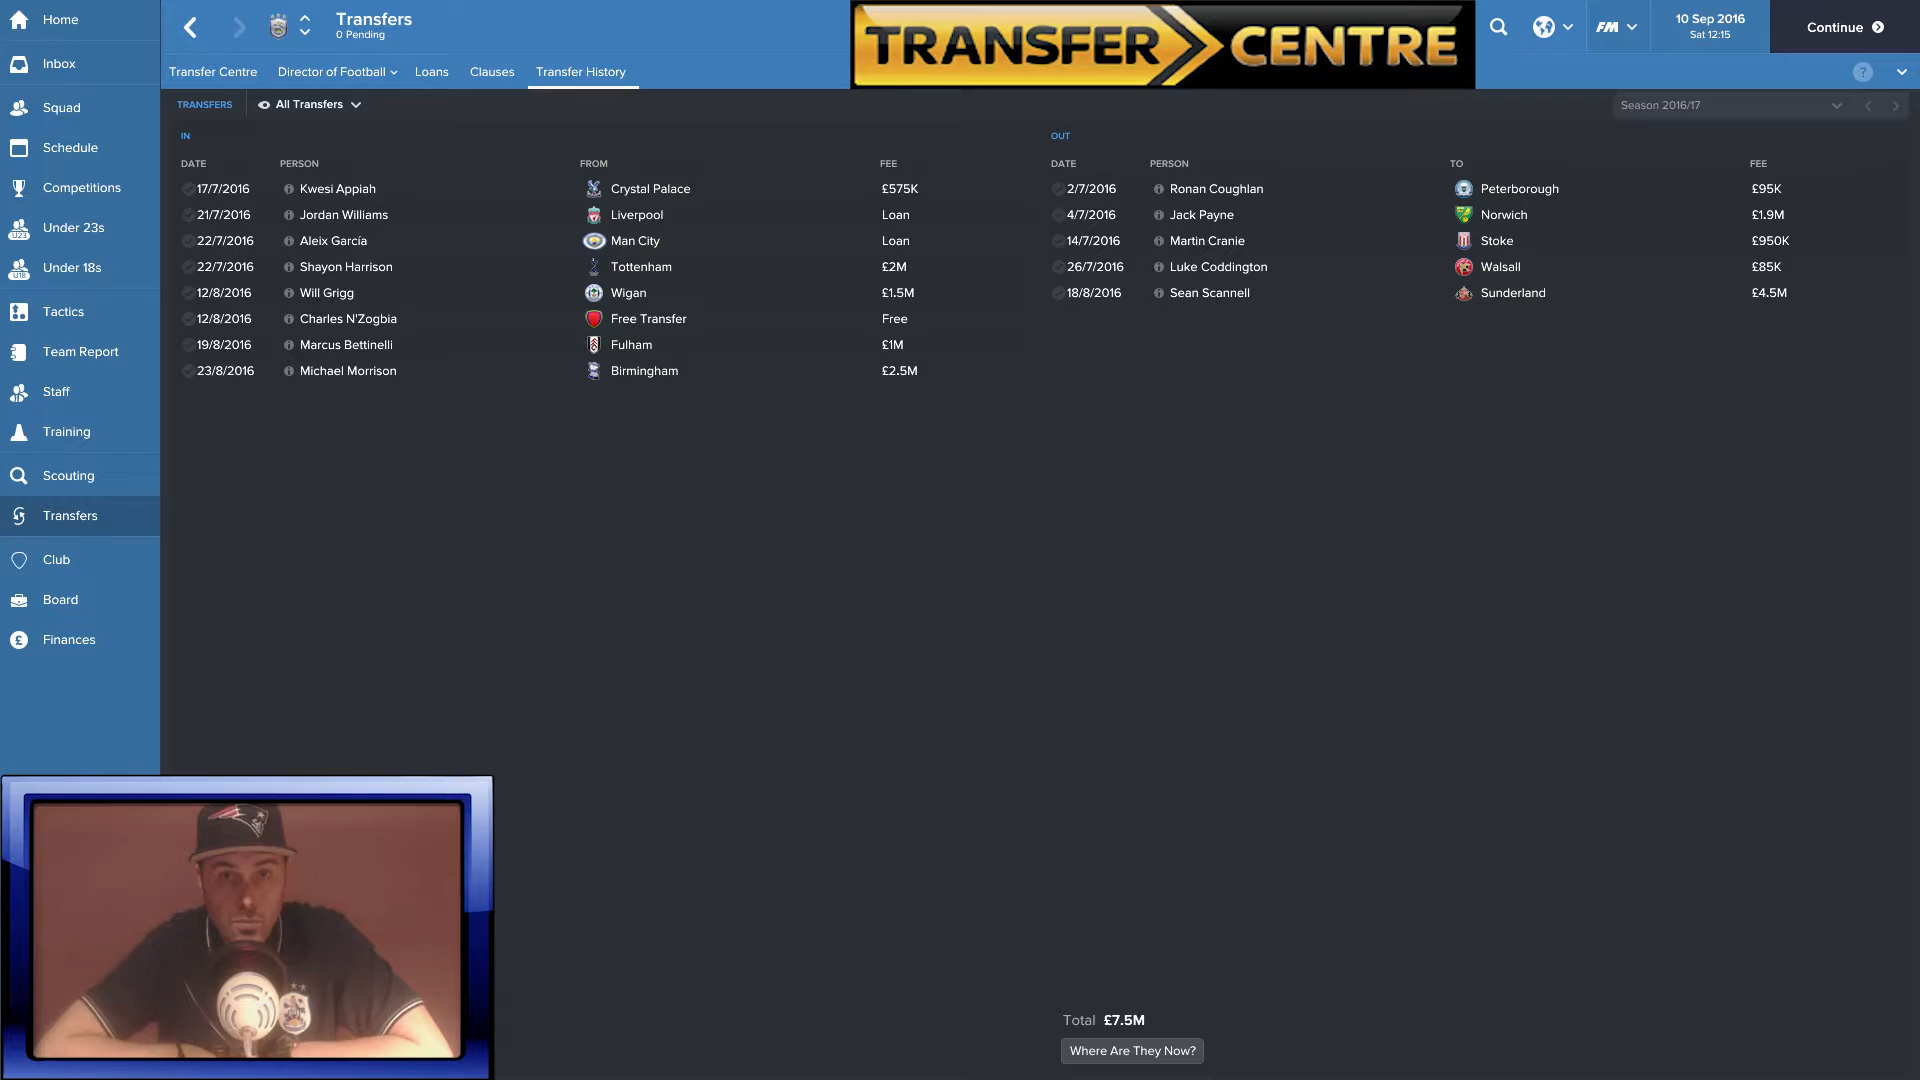 Home
Inbox
Squad
Schedule
Competitions
Under 23s
Under 18s
Tactics
Team Report
Staff
Training
Scouting
Transfers
Club
Board
Finances
Transfers
0 Pending
TRANSFER CENTRE
FM
10 Sep 2016
Sat 12:15
Continue
Transfer Centre Director of Football Loans Clauses Transfer History
?
TRANSFERS All Transfers
Season 2016/17
IN
DATE PERSON FROM FEE
17/7/2016 Kwesi Appiah Crystal Palace £575K
21/7/2016 Jordan Williams Liverpool Loan
22/7/2016 Aleix García Man City Loan
22/7/2016 Shayon Harrison Tottenham £2M
12/8/2016 Will Grigg Wigan £1.5M
12/8/2016 Charles N'Zogbia Free Transfer Free
19/8/2016 Marcus Bettinelli Fulham £1M
23/8/2016 Michael Morrison Birmingham £2.5M
OUT
DATE PERSON TO FEE
2/7/2016 Ronan Coughlan Peterborough £95K
4/7/2016 Jack Payne Norwich £1.9M
14/7/2016 Martin Cranie Stoke £950K
26/7/2016 Luke Coddington Walsall £85K
18/8/2016 Sean Scannell Sunderland £4.5M
Total £7.5M
Where Are They Now?